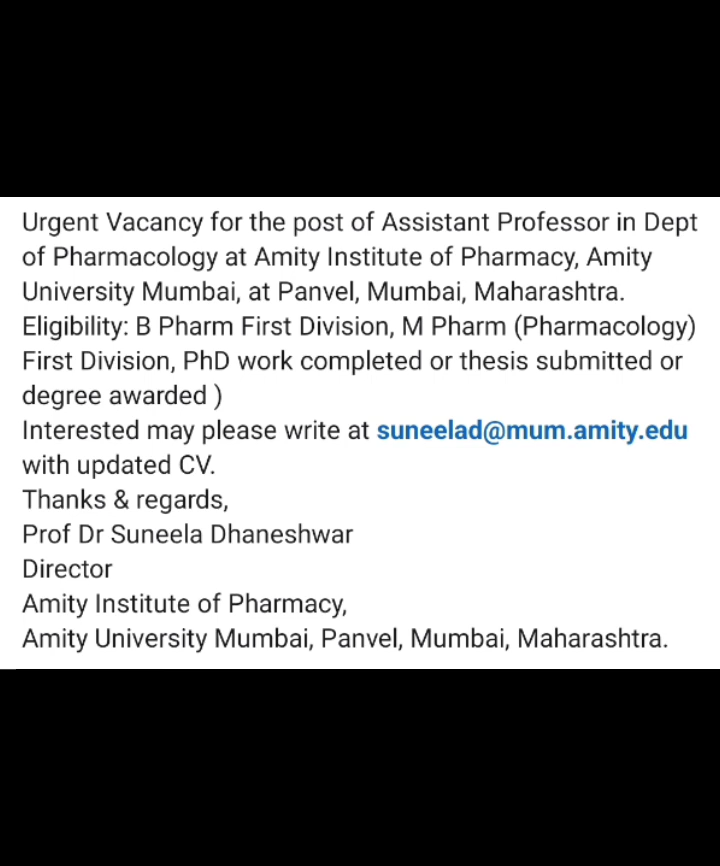 Urgent Vacancy for the post of Assistant Professor in Dept
of Pharmacology at Amity Institute of Pharmacy, Amity
University Mumbai, at Panvel, Mumbai, Maharashtra.
Eligibility: B Pharm First Division, M Pharm (Pharmacology)
First Division, PhD work completed or thesis submitted or
degree awarded )
Interested may please write at suneelad@mum.amity.edu
with updated CV.
Thanks & regards,
Prof Dr Suneela Dhaneshwar
Director
Amity Institute of Pharmacy,
Amity University Mumbai, Panvel, Mumbai, Maharashtra.